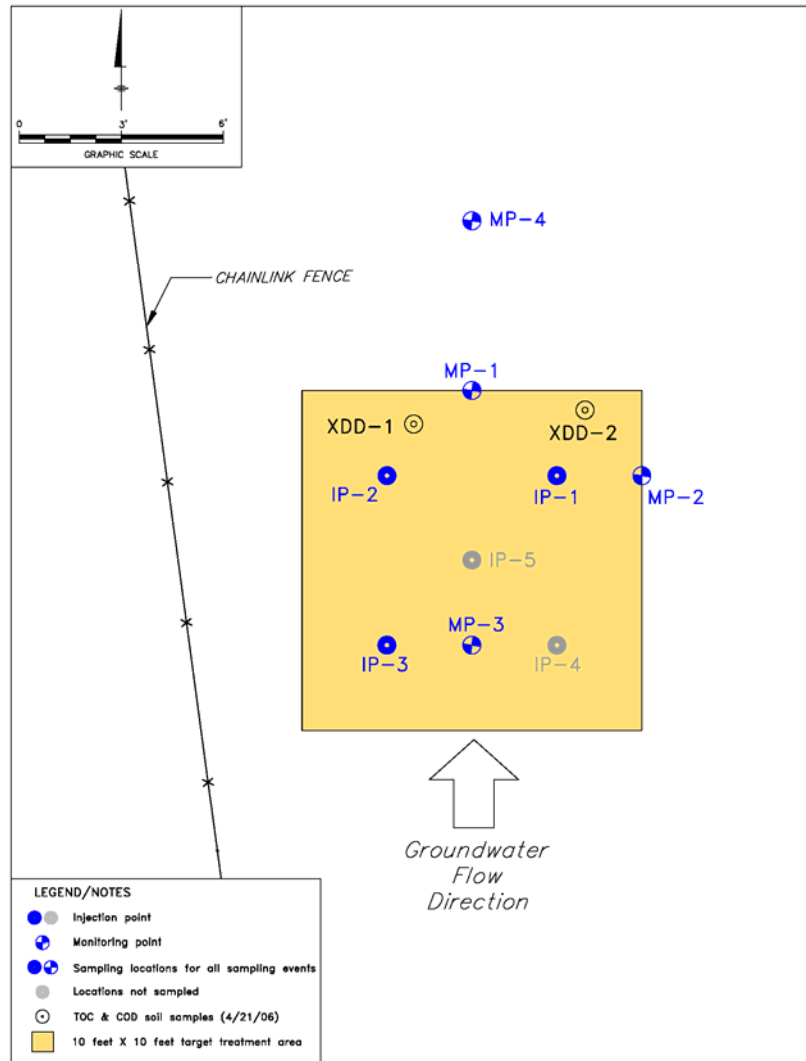 0 3' 6'
GRAPHIC SCALE
MP-4
CHAINLINK FENCE
MP-1
XDD-1
XDD-2
IP-2
IP-1
MP-2
IP-5
MP-3
IP-3
IP-4
Groundwater
Flow
Direction
LEGEND/NOTES
Injection point
Monitoring point
Sampling locations for all sampling events
Locations not sampled
TOC & COD soil samples (4/21/06)
10 feet X 10 feet target treatment area